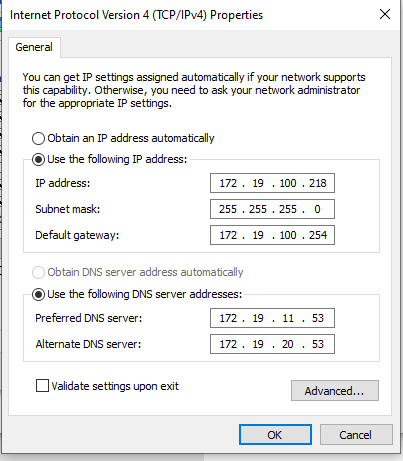 Internet Protocol Version 4 (TCP/IPv4) Properties
General
You can get IP settings assigned automatically if your network supports
this capability. Otherwise, you need to ask your network administrator
for the appropriate IP settings.
Obtain an IP address automatically
Use the following IP address:
IP address: 172 . 19 . 100 . 218
Subnet mask: 255 . 255 . 255 . 0
Default gateway: 172 . 19 . 100 . 254
Obtain DNS server address automatically
Use the following DNS server addresses:
Preferred DNS server: 172 . 19 . 11 . 53
Alternate DNS server: 172 . 19 . 20 . 53
Validate settings upon exit
Advanced...
OK Cancel